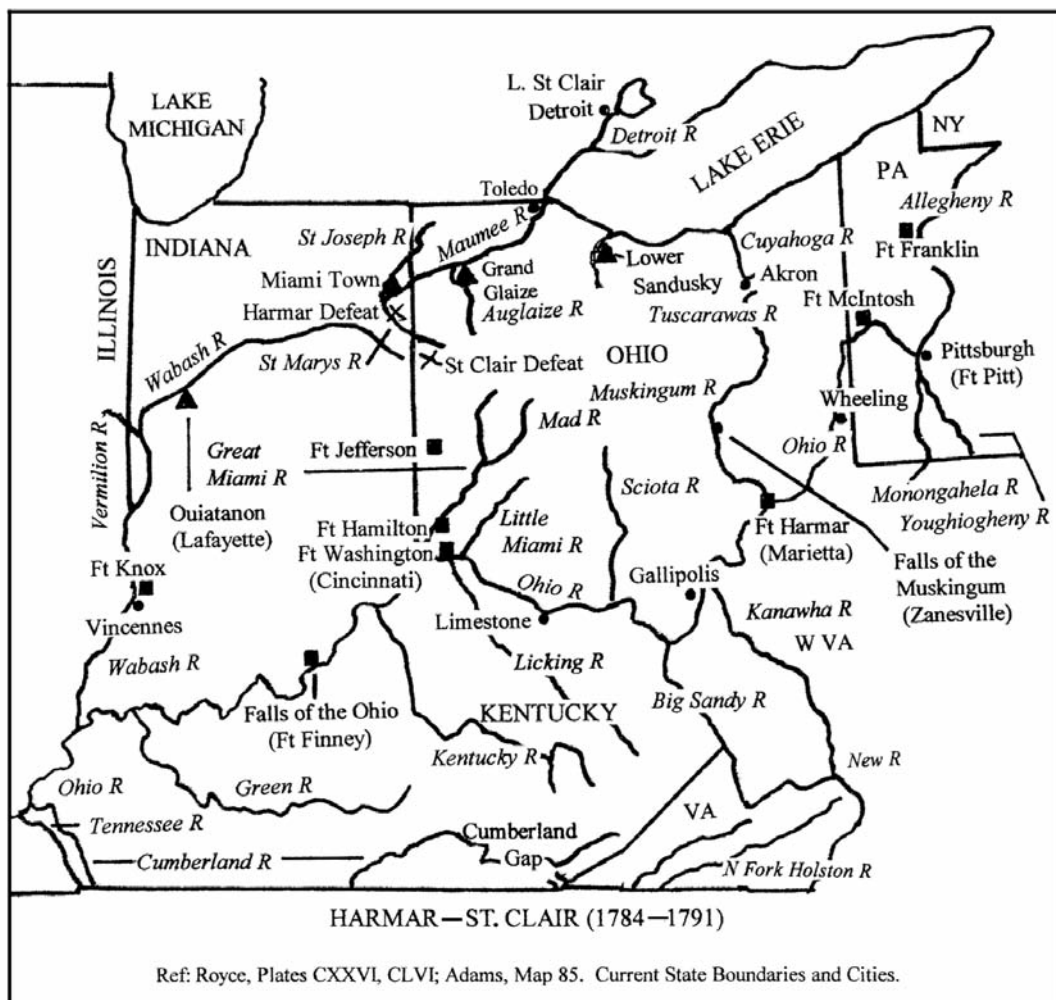 L. St Clair
Detroit
Detroit R
LAKE
MICHIGAN
LAKE ERIE
NY
PA
Allegheny R
Ft Franklin
Toledo
Maumee R
St Joseph R
INDIANA
ILLINOIS
Miami Town
Harmar Defeat
Grand
Glaize
Auglaize R
Lower
Sandusky
Cuyahoga R
Akron
Tuscarawas R
Ft McIntosh
Wabash R
St Marys R
St Clair Defeat
OHIO
Muskingum R
Pittsburgh
(Ft Pitt)
Wheeling
Mad R
Ohio R
Vermilion R
Great
Miami R
Ft Jefferson
Sciota R
Monongahela R
Youghiogheny R
Ouiatanon
(Lafayette)
Ft Hamilton
Ft Washington
(Cincinnati)
Little
Miami R
Ft Harmar
(Marietta)
Falls of the
Muskingum
(Zanesville)
Ft Knox
Vincennes
Ohio R
Gallipolis
Limestone
Kanawha R
W VA
Wabash R
Licking R
Falls of the Ohio
(Ft Finney)
KENTUCKY
Big Sandy R
Kentucky R
New R
Ohio R
Green R
Tennessee R
VA
Cumberland R
Cumberland
Gap
N Fork Holston R
HARMAR—ST. CLAIR (1784—1791)
Ref: Royce, Plates CXXVI, CLVI; Adams, Map 85. Current State Boundaries and Cities.